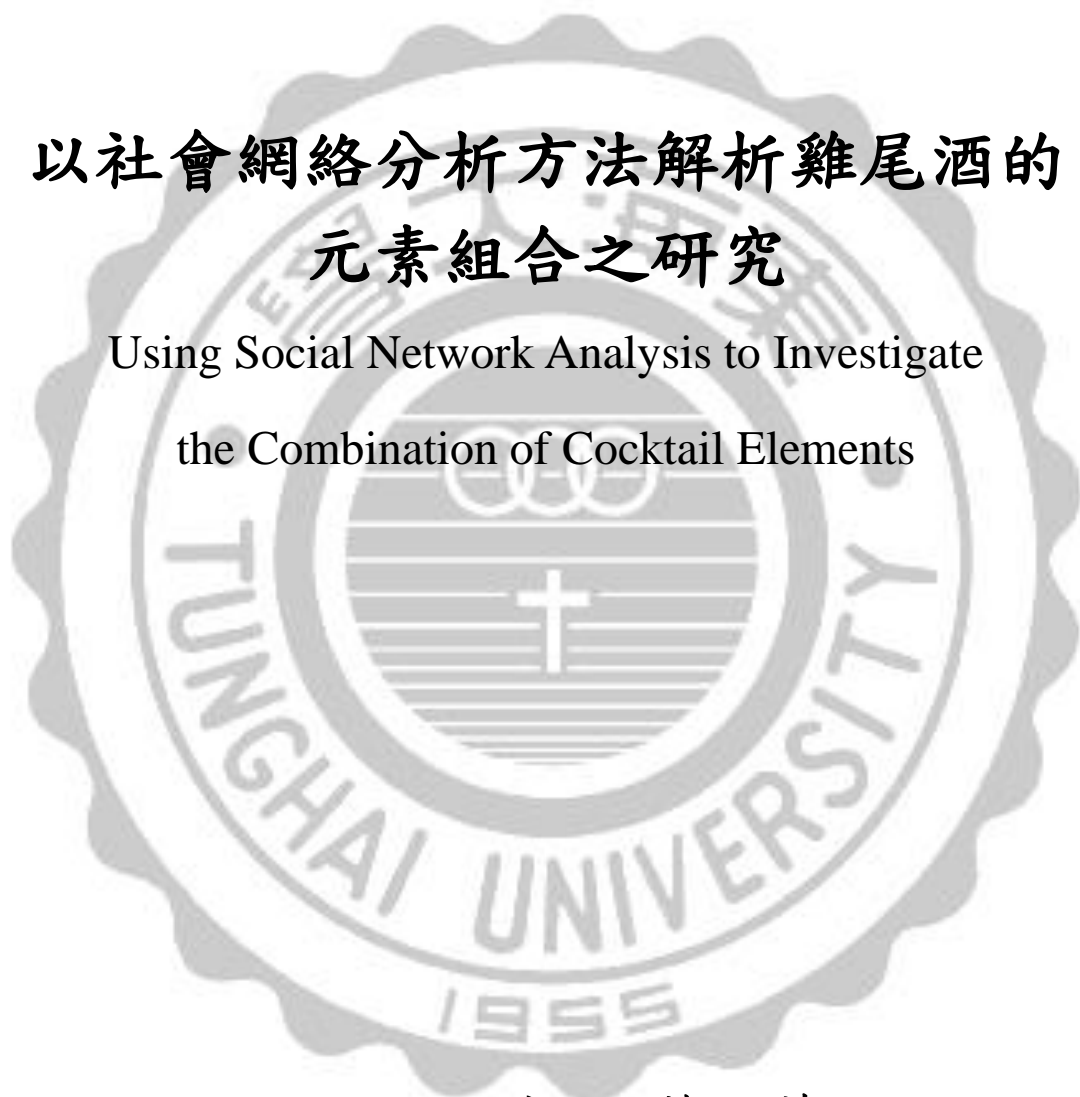 以社會網絡分析方法解析雞尾酒的
元素組合之研究
Using Social Network Analysis to Investigate
the Combination of Cocktail Elements
TUNGHAI UNIVERSITY
1955